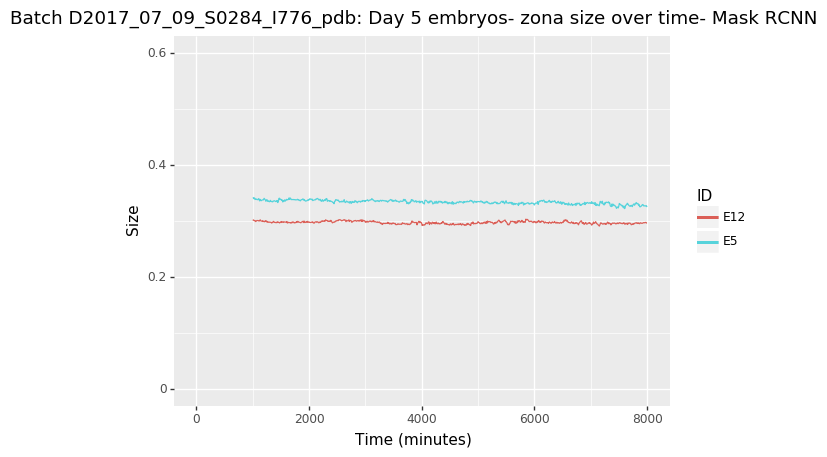 Batch D2017_07_09_S0284_I776_pdb: Day 5 embryos- zona size over time- Mask RCNN
0.6
0.4
0.2
0
Size
0
2000
4000
6000
8000
Time (minutes)
ID
E12
E5